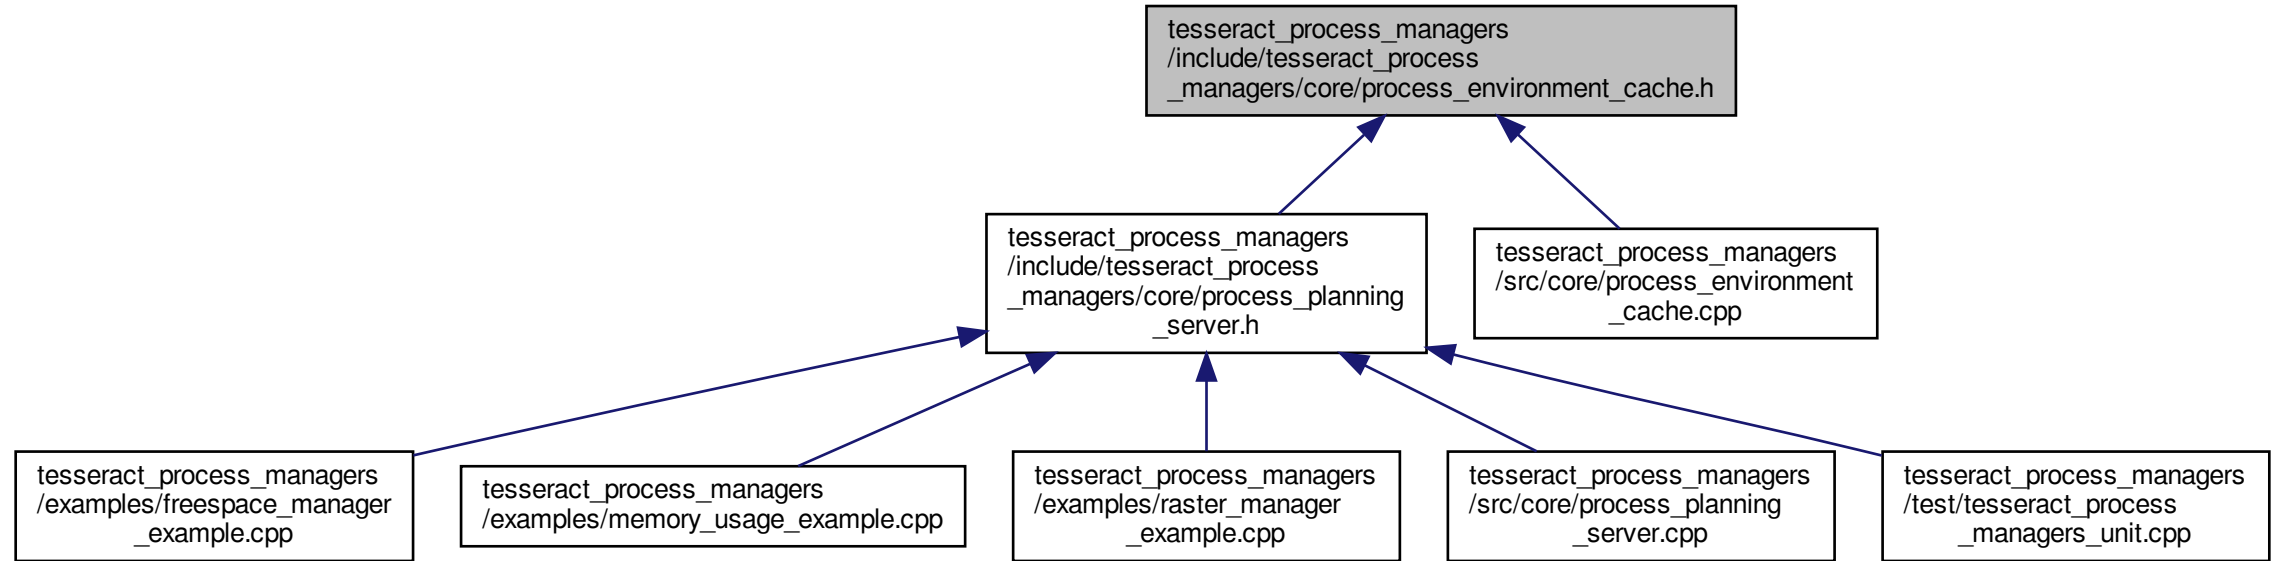 tesseract_process_managers
/include/tesseract_process
_managers/core/process_environment_cache.h
tesseract_process_managers
/include/tesseract_process
_managers/core/process_planning
_server.h
tesseract_process_managers
/src/core/process_environment
_cache.cpp
tesseract_process_managers
/examples/freespace_manager
_example.cpp
tesseract_process_managers
/examples/memory_usage_example.cpp
tesseract_process_managers
/examples/raster_manager
_example.cpp
tesseract_process_managers
/src/core/process_planning
_server.cpp
tesseract_process_managers
/test/tesseract_process
_managers_unit.cpp